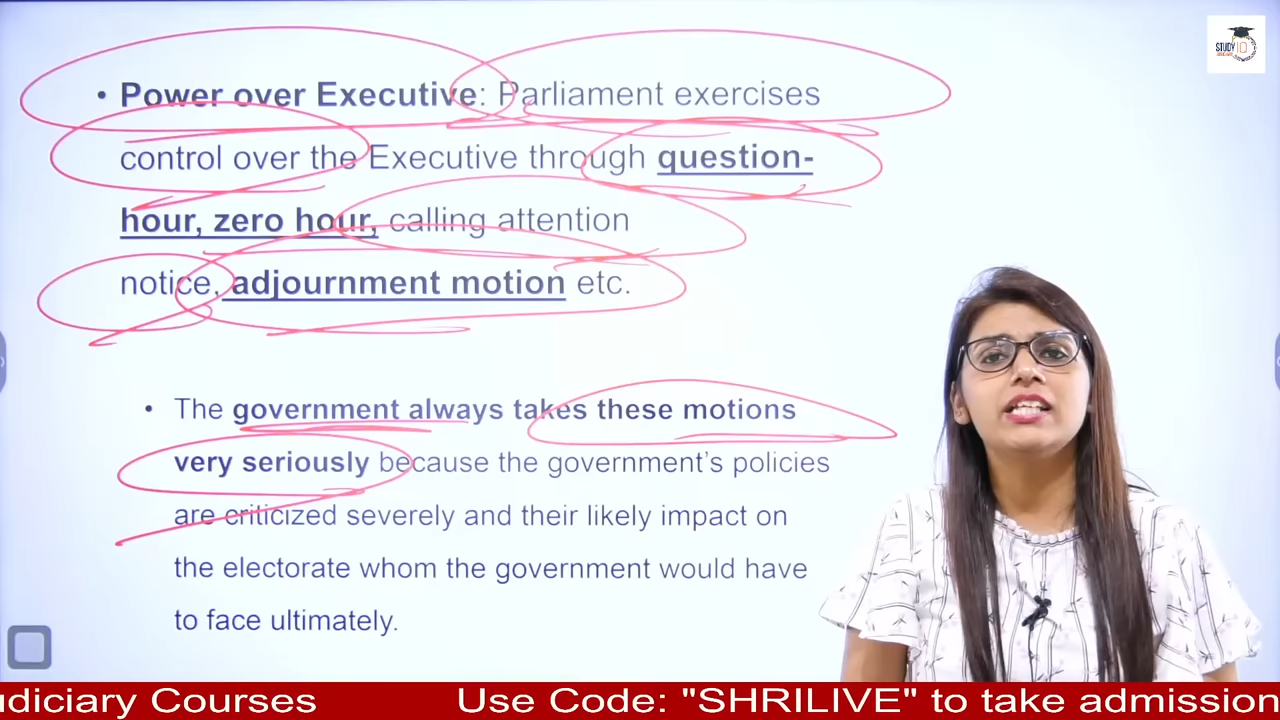 STUDY IQ
• Power over Executive: Parliament exercises
control over the Executive through question-
hour, zero hour, calling attention
notice, adjournment motion etc.
• The government always takes these motions
very seriously because the government's policies
are criticized severely and their likely impact on
the electorate whom the government would have
to face ultimately.
udiciary Courses Use Code: "SHRILIVE" to take admission